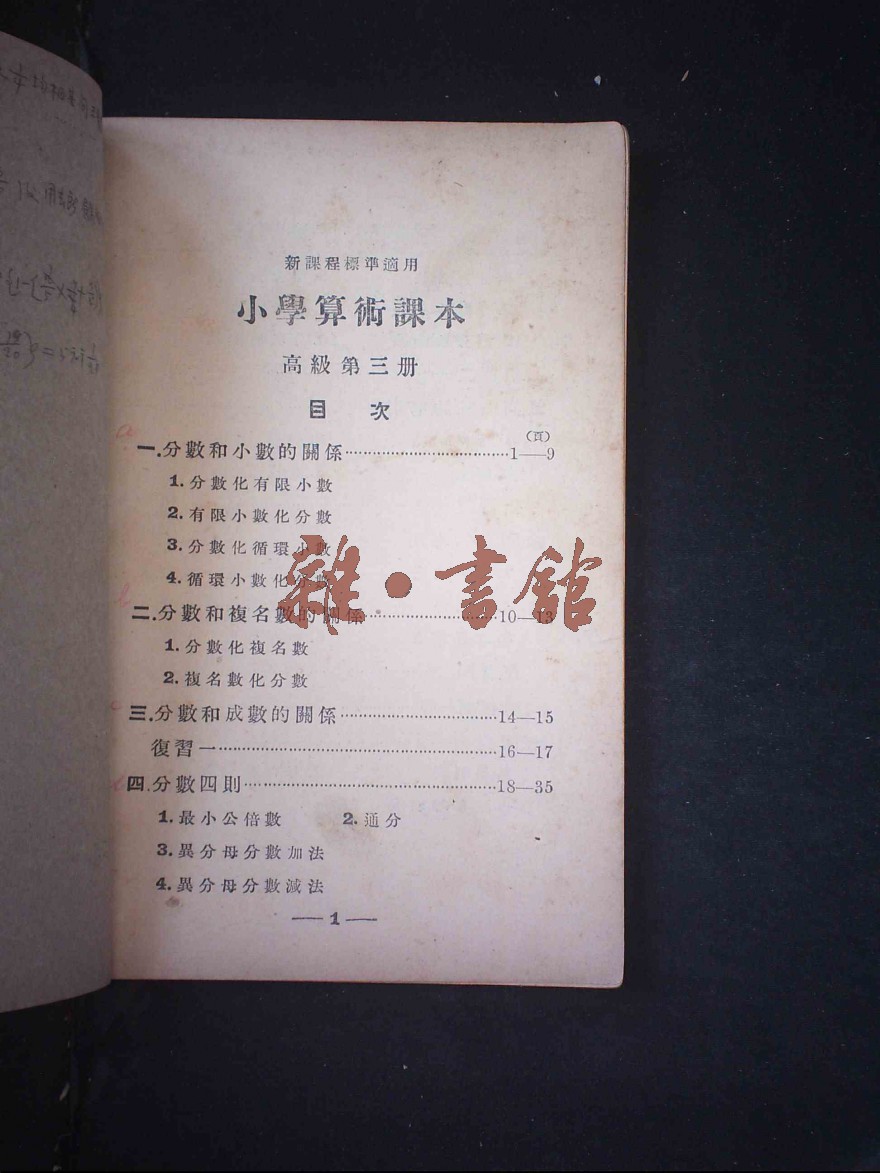 新課程標準適用
小學算術課本
高級第三册
目 次
(頁)
一.分數和小數的關係…………………………1—9
1.分數化有限小數
2.有限小數化分數
3.分數化循環小數
4.循環小數化分數
二.分數和複名數的關係……………………10—13
1.分數化複名數
2.複名數化分數
三.分數和成數的關係………………………14—15
復習一…………………………………………16—17
四.分數四則……………………………………18—35
1.最小公倍數 2.通分
3.異分母分數加法
4.異分母分數減法
—1—
雜·書館